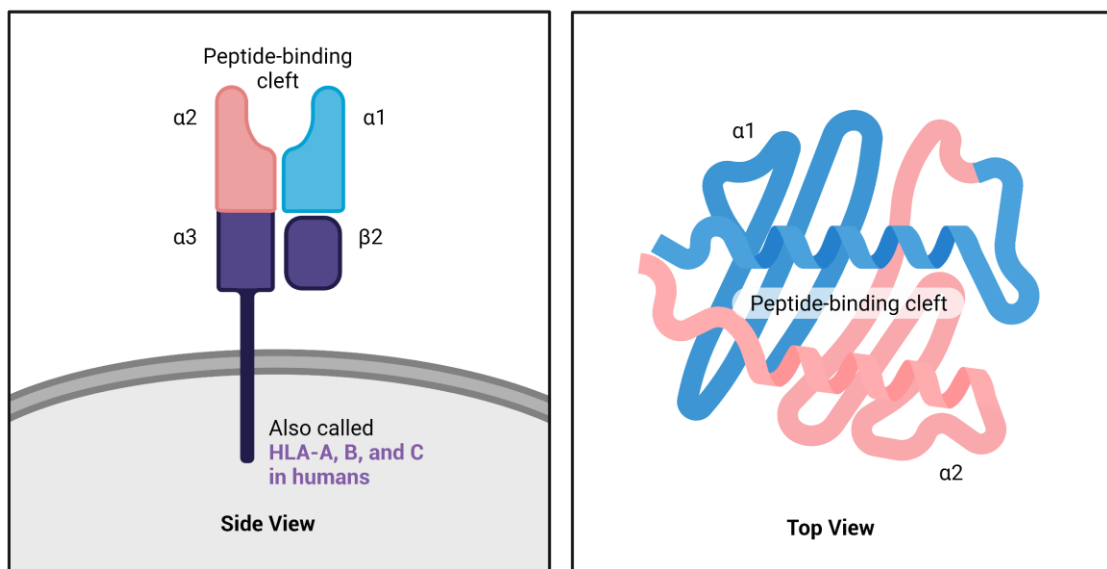 Peptide-binding
cleft
α2
α1
α3
β2
Also called
HLA-A, B, and C
in humans
Side View
α1
Peptide-binding cleft
α2
Top View